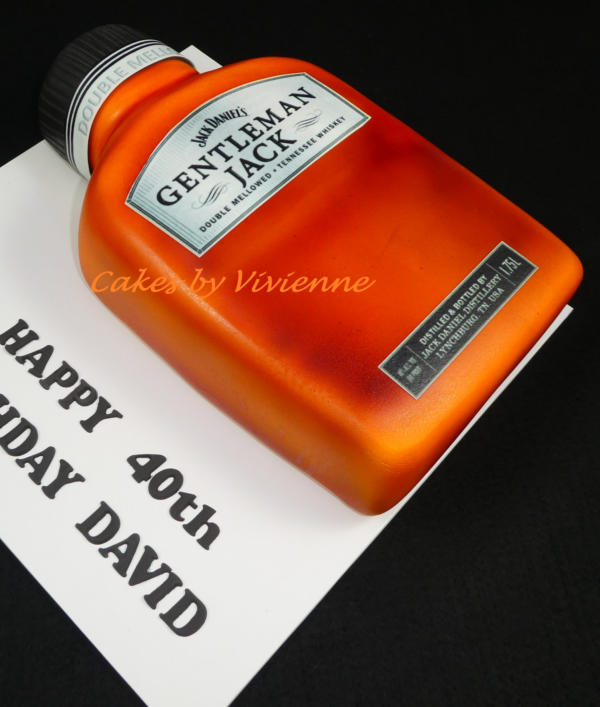 DOUBLE MELLO
JACK DANIEL'S
GENTLEMAN
JACK
DOUBLE MELLOWED • TENNESSEE WHISKEY
Cakes by Vivienne
DISTILLED & BOTTLED BY
JACK DANIEL DISTILLERY
LYNCHBURG, TN, USA
1.75L
HAPPY 40th
HDAY DAVID